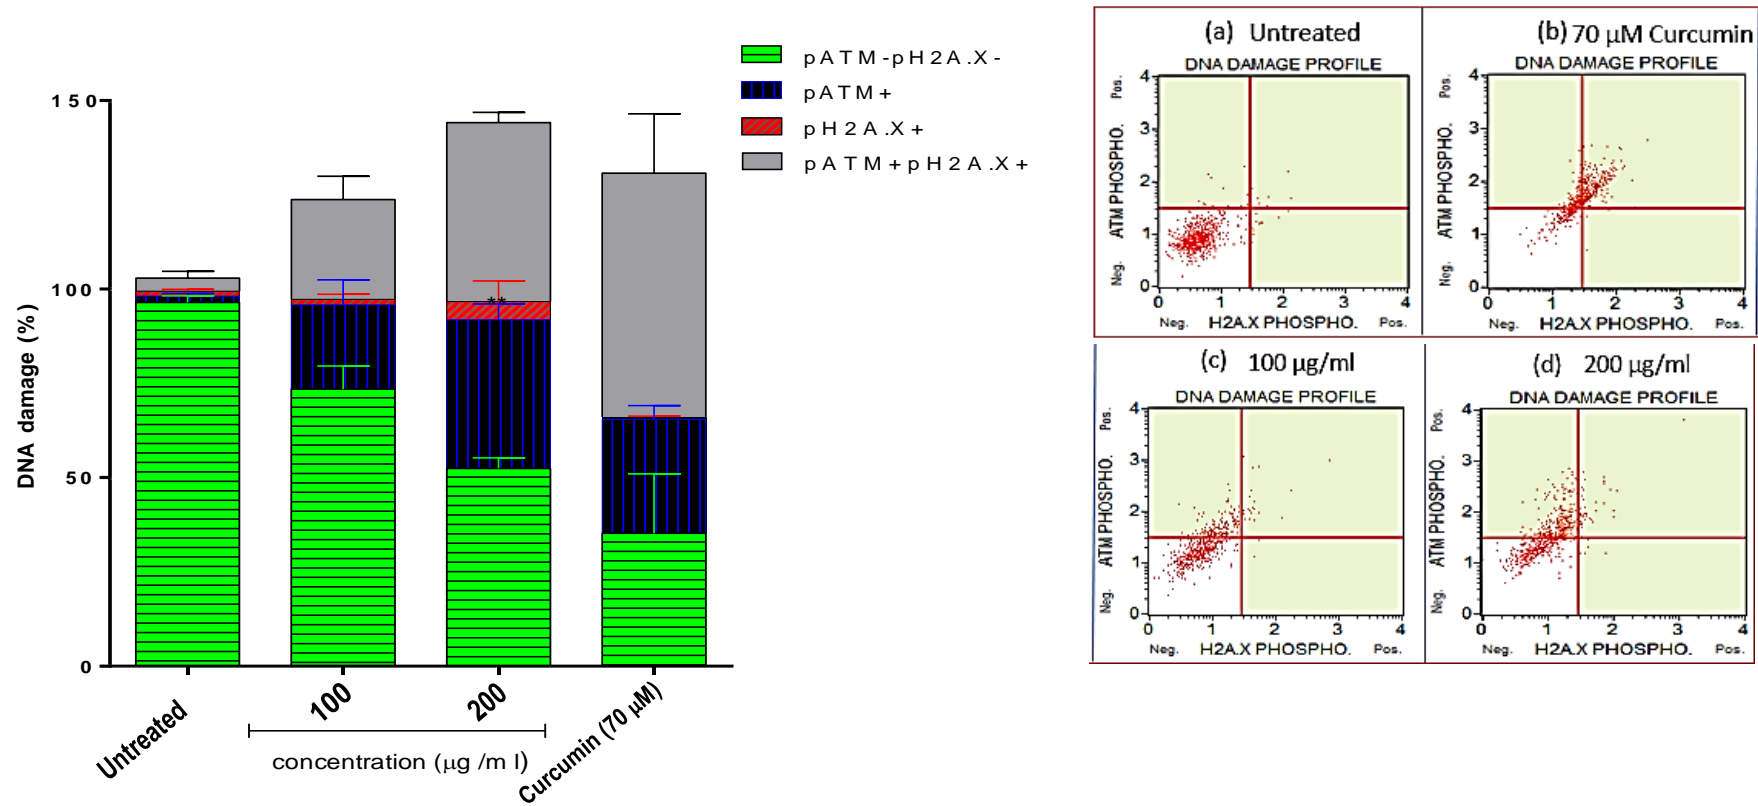 pATM-pH2A.X-
pATM+
pH2A.X+
pATM+pH2A.X+
DNA damage (%)
150
100
50
0
Untreated
100
200
Curcumin (70 μM)
concentration (μg /ml)
(a) Untreated
DNA DAMAGE PROFILE
ATM PHOSPHO.
Neg.
Pos.
4
3
2
1
0
0 1 2 3 4
Neg. H2A.X PHOSPHO. Pos.
(b) 70 μM Curcumin
DNA DAMAGE PROFILE
ATM PHOSPHO.
Neg.
Pos.
4
3
2
1
0
0 1 2 3 4
Neg. H2A.X PHOSPHO. Pos.
(c) 100 μg/ml
DNA DAMAGE PROFILE
ATM PHOSPHO.
Neg.
Pos.
4
3
2
1
0
0 1 2 3 4
Neg. H2A.X PHOSPHO. Pos.
(d) 200 μg/ml
DNA DAMAGE PROFILE
ATM PHOSPHO.
Neg.
Pos.
4
3
2
1
0
0 1 2 3 4
Neg. H2A.X PHOSPHO. Pos.
**